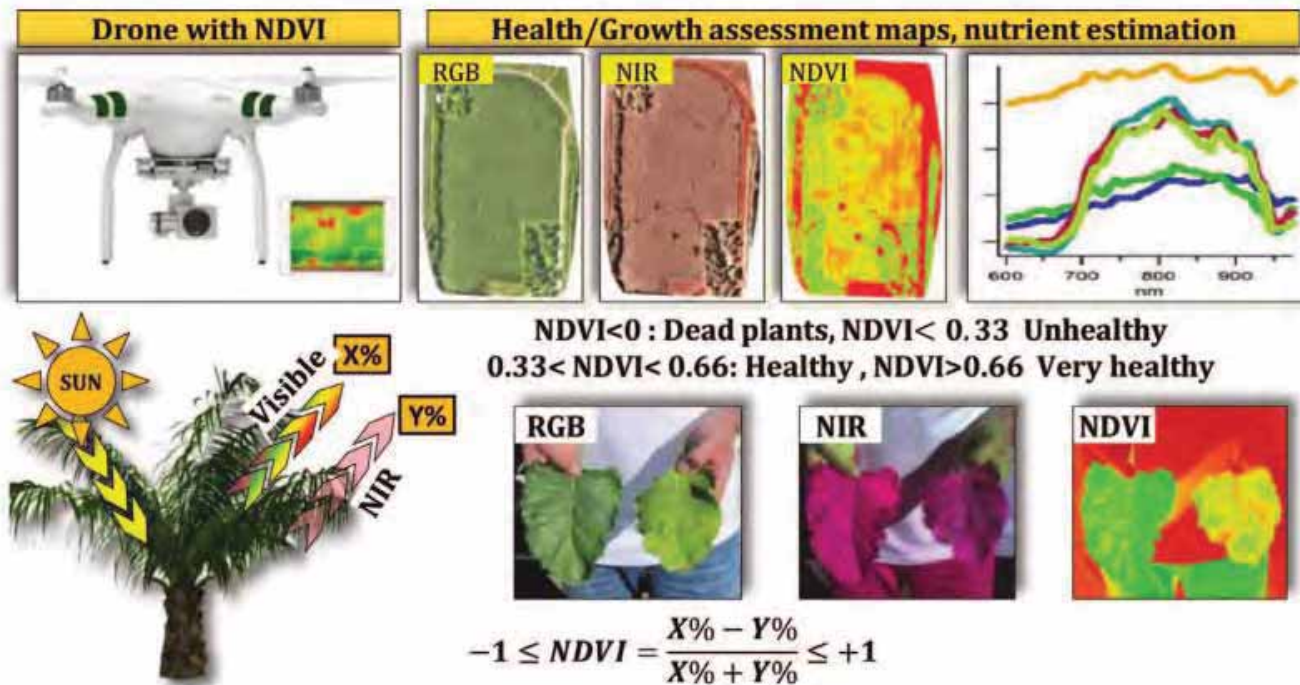 Drone with NDVI
Health/Growth assessment maps, nutrient estimation
RGB
NIR
NDVI
600 700 800 900
nm
NDVI<0 : Dead plants, NDVI< 0.33 Unhealthy
0.33< NDVI< 0.66: Healthy , NDVI>0.66 Very healthy
SUN
Visible
X%
Y%
NIR
RGB
NIR
NDVI
−1 ≤ NDVI = (X% − Y%) / (X% + Y%) ≤ +1